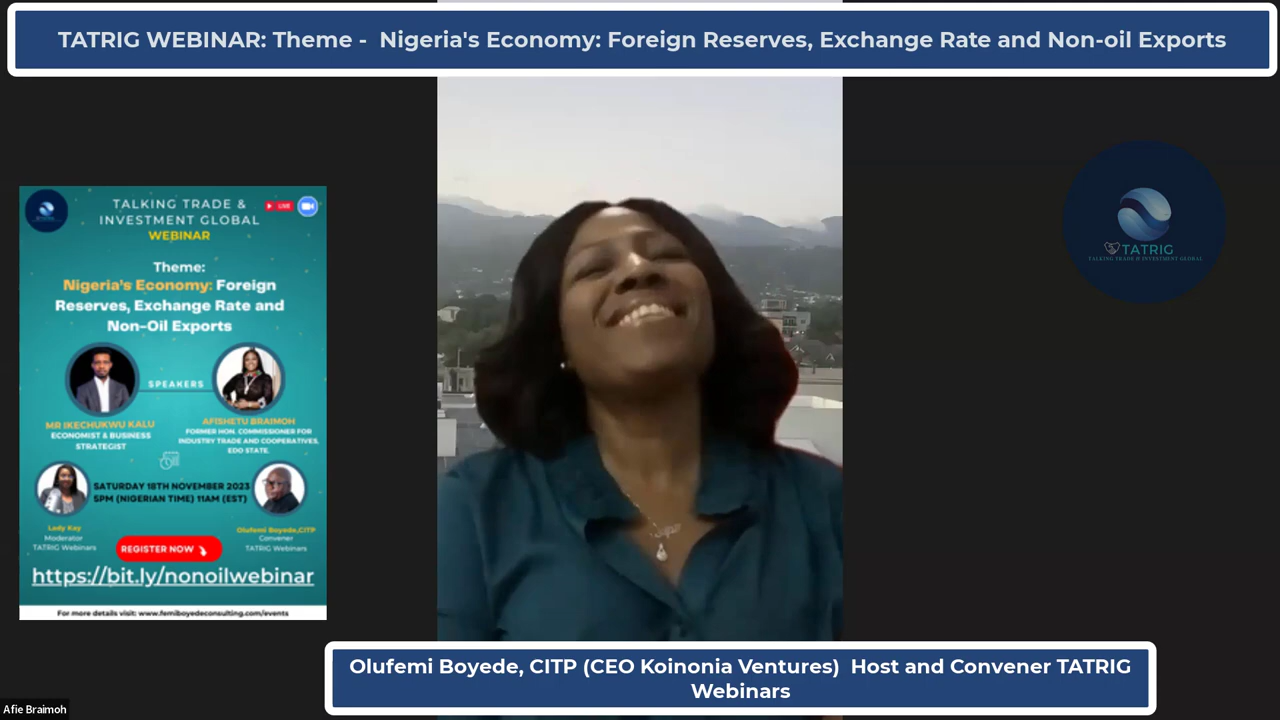 TATRIG WEBINAR: Theme - Nigeria's Economy: Foreign Reserves, Exchange Rate and Non-oil Exports
TALKING TRADE &
INVESTMENT GLOBAL
LIVE
WEBINAR
Theme:
Nigeria's Economy: Foreign
Reserves, Exchange Rate and
Non-Oil Exports
SPEAKERS
MR IKECHUKWU KALU
ECONOMIST & BUSINESS
STRATEGIST
AFISHETU BRAIMOH
FORMER HON. COMMISSIONER FOR
INDUSTRY TRADE AND COOPERATIVES,
EDO STATE.
SATURDAY 18TH NOVEMBER 2023
5PM (NIGERIAN TIME) 11AM (EST)
Lady Kay
Moderator
TATRIG Webinars
Olufemi Boyede,CITP
Convener
TATRIG Webinars
REGISTER NOW
https://bit.ly/nonoilwebinar
For more details visit: www.femiboyedeconsulting.com/events
TATRIG
TALKING TRADE & INVESTMENT GLOBAL
Olufemi Boyede, CITP (CEO Koinonia Ventures) Host and Convener TATRIG
Webinars
Afie Braimoh